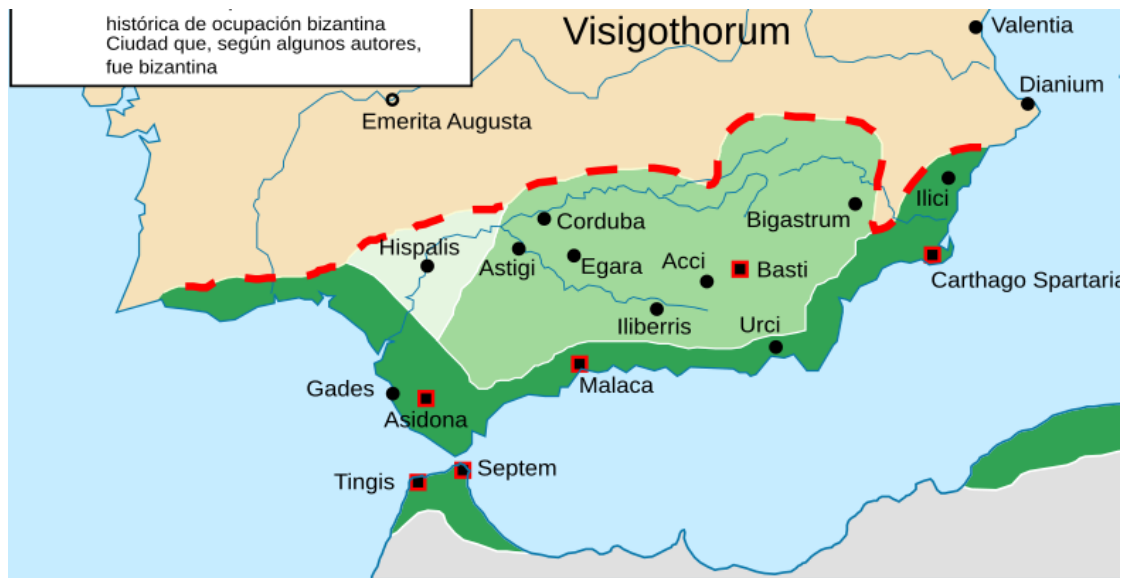 histórica de ocupación bizantina
Ciudad que, según algunos autores,
fue bizantina
Visigothorum
Valentia
Dianium
Emerita Augusta
Ilici
Corduba
Bigastrum
Hispalis
Astigi
Egara
Acci
Basti
Carthago Spartaria
Iliberris
Urci
Malaca
Gades
Asidona
Septem
Tingis